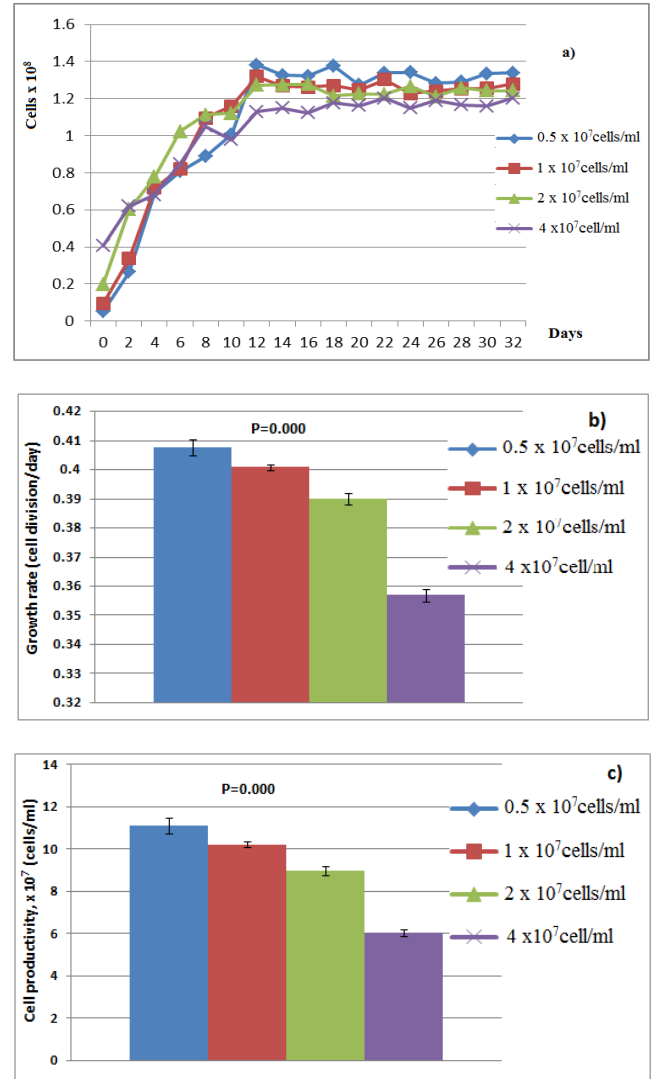 a)
Cells x 10⁸
1.6
1.4
1.2
1
0.8
0.6
0.4
0.2
0
0 2 4 6 8 10 12 14 16 18 20 22 24 26 28 30 32
Days
0.5 x 10⁷cells/ml
1 x 10⁷cells/ml
2 x 10⁷cells/ml
4 x10⁷cell/ml
b)
P=0.000
Growth rate (cell division/day)
0.42
0.41
0.4
0.39
0.38
0.37
0.36
0.35
0.34
0.33
0.32
0.5 x 10⁷cells/ml
1 x 10⁷cells/ml
2 x 10⁷cells/ml
4 x10⁷cell/ml
c)
P=0.000
Cell productivity, x 10⁷ (cells/ml)
14
12
10
8
6
4
2
0
0.5 x 10⁷cells/ml
1 x 10⁷cells/ml
2 x 10⁷cells/ml
4 x10⁷cell/ml